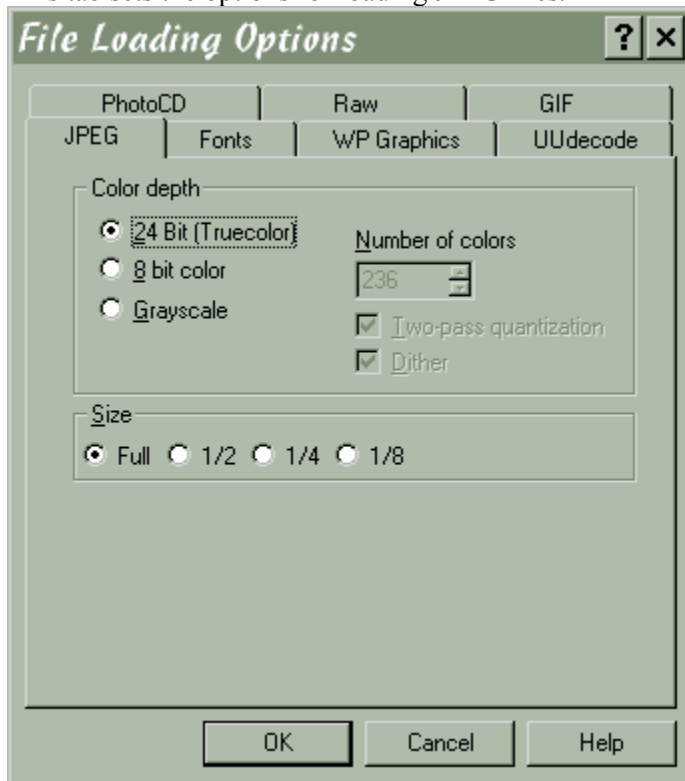 File Loading Options
PhotoCD Raw GIF
JPEG Fonts WP Graphics UUdecode
Color depth
24 Bit (Truecolor)
8 bit color
Grayscale
Number of colors
236
Two-pass quantization
Dither
Size
Full 1/2 1/4 1/8
OK Cancel Help